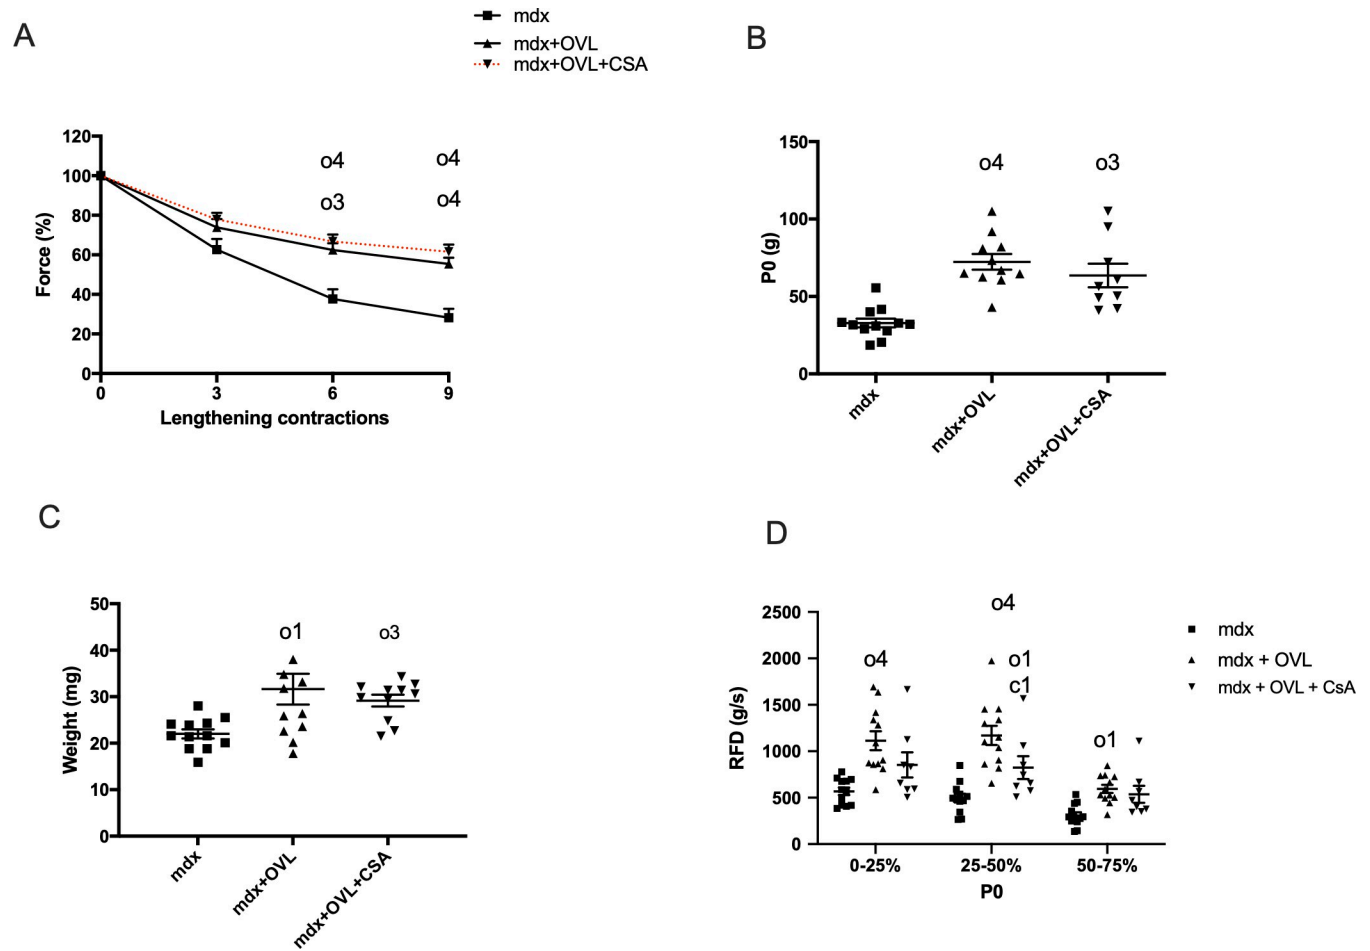 A
mdx
mdx+OVL
mdx+OVL+CSA
120
100
80
60
40
20
0
Force (%)
o4
o3
o4
o4
0
3
6
9
Lengthening contractions
B
150
100
50
0
P0 (g)
o4
o3
mdx
mdx+OVL
mdx+OVL+CSA
C
50
40
30
20
10
0
Weight (mg)
o1
o3
mdx
mdx+OVL
mdx+OVL+CSA
D
2500
2000
1500
1000
500
0
RFD (g/s)
o4
o4
o1
c1
o1
0-25%
25-50%
50-75%
P0
mdx
mdx + OVL
mdx + OVL + CsA